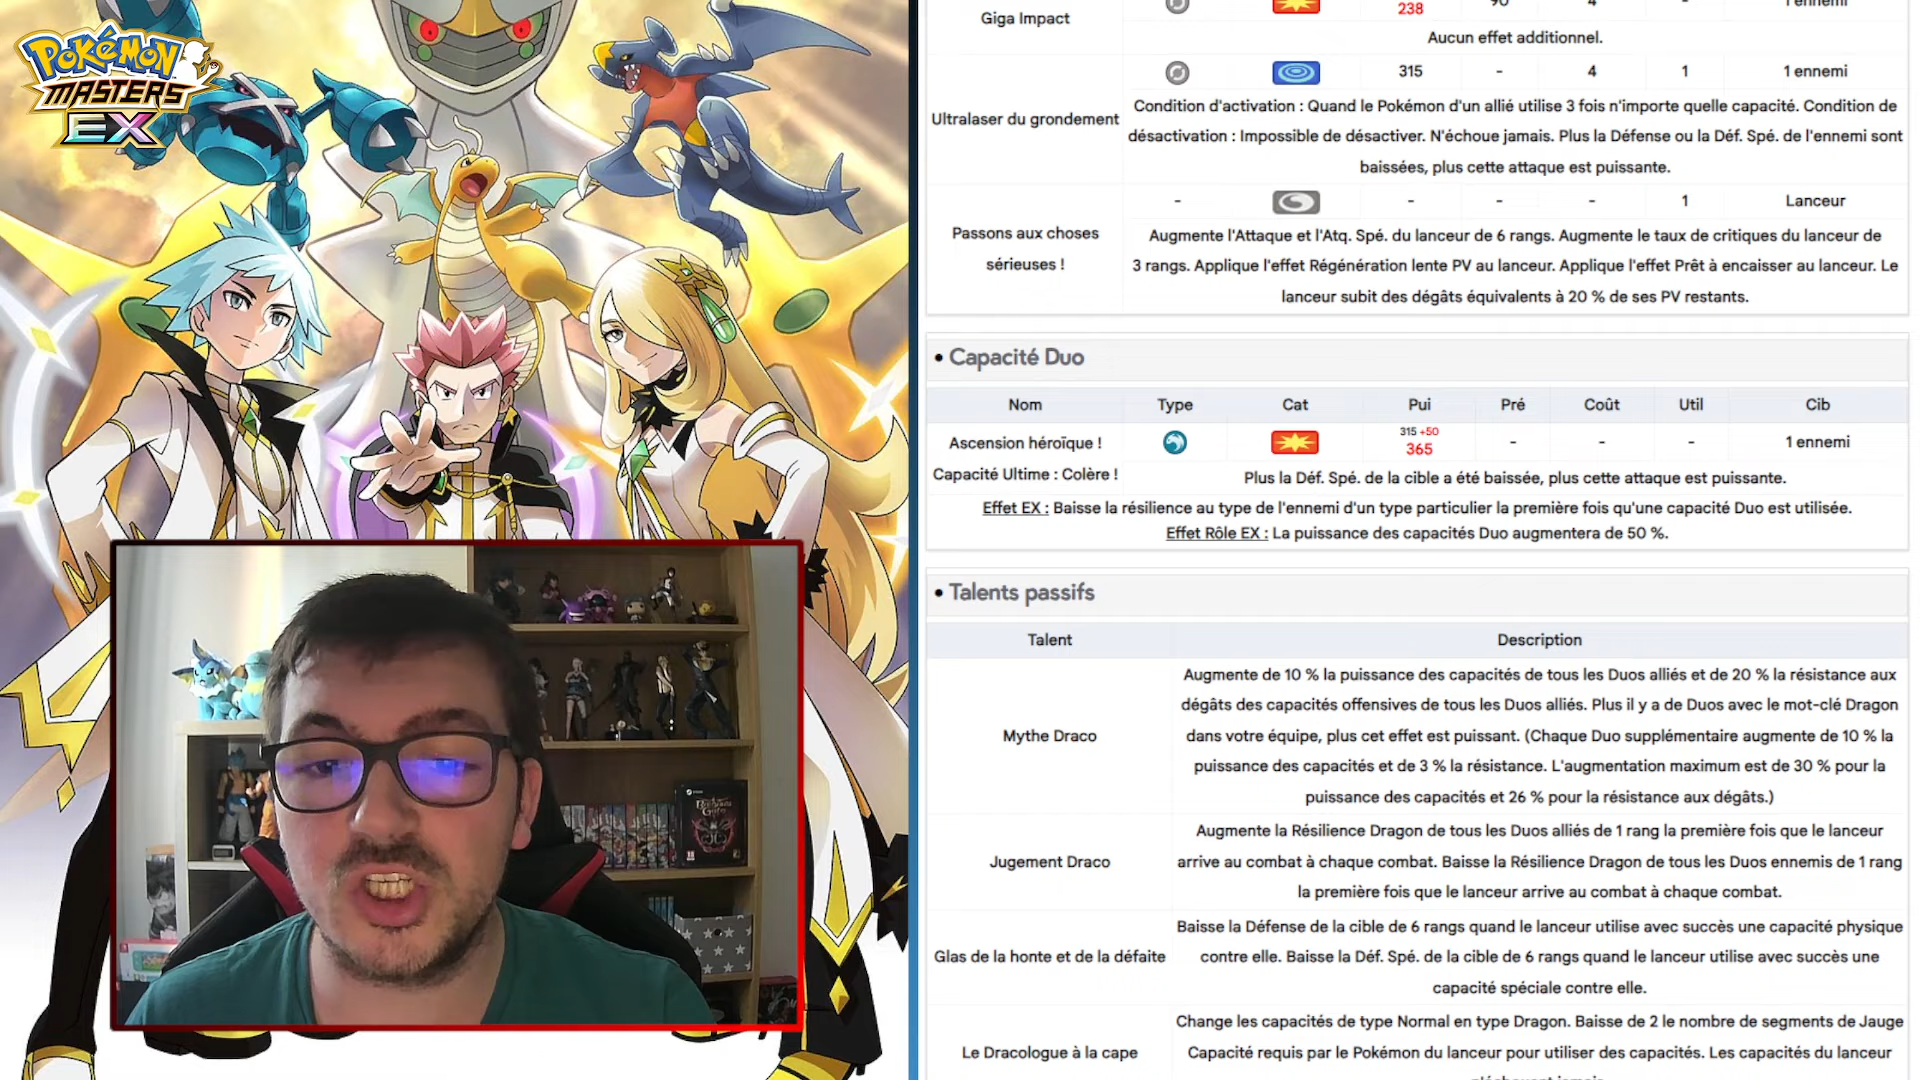 POKÉMON
MASTERS
EX
Giga Impact
238
90
4
-
1 ennemi
Aucun effet additionnel.
Ultralaser du grondement
315
-
4
1
1 ennemi
Condition d'activation : Quand le Pokémon d'un allié utilise 3 fois n'importe quelle capacité. Condition de
désactivation : Impossible de désactiver. N'échoue jamais. Plus la Défense ou la Déf. Spé. de l'ennemi sont
baissées, plus cette attaque est puissante.
Passons aux choses
sérieuses !
-
-
-
-
1
Lanceur
Augmente l'Attaque et l'Atq. Spé. du lanceur de 6 rangs. Augmente le taux de critiques du lanceur de
3 rangs. Applique l'effet Régénération lente PV au lanceur. Applique l'effet Prêt à encaisser au lanceur. Le
lanceur subit des dégâts équivalents à 20 % de ses PV restants.
• Capacité Duo
Nom
Type
Cat
Pui
Pré
Coût
Util
Cib
Ascension héroïque !
Capacité Ultime : Colère !
315 +50
365
-
-
-
1 ennemi
Plus la Déf. Spé. de la cible a été baissée, plus cette attaque est puissante.
Effet EX : Baisse la résilience au type de l'ennemi d'un type particulier la première fois qu'une capacité Duo est utilisée.
Effet Rôle EX : La puissance des capacités Duo augmentera de 50 %.
• Talents passifs
Talent
Description
Mythe Draco
Augmente de 10 % la puissance des capacités de tous les Duos alliés et de 20 % la résistance aux
dégâts des capacités offensives de tous les Duos alliés. Plus il y a de Duos avec le mot-clé Dragon
dans votre équipe, plus cet effet est puissant. (Chaque Duo supplémentaire augmente de 10 % la
puissance des capacités et de 3 % la résistance. L'augmentation maximum est de 30 % pour la
puissance des capacités et 26 % pour la résistance aux dégâts.)
Jugement Draco
Augmente la Résilience Dragon de tous les Duos alliés de 1 rang la première fois que le lanceur
arrive au combat à chaque combat. Baisse la Résilience Dragon de tous les Duos ennemis de 1 rang
la première fois que le lanceur arrive au combat à chaque combat.
Glas de la honte et de la défaite
Baisse la Défense de la cible de 6 rangs quand le lanceur utilise avec succès une capacité physique
contre elle. Baisse la Déf. Spé. de la cible de 6 rangs quand le lanceur utilise avec succès une
capacité spéciale contre elle.
Le Dracologue à la cape
Change les capacités de type Normal en type Dragon. Baisse de 2 le nombre de segments de Jauge
Capacité requis par le Pokémon du lanceur pour utiliser des capacités. Les capacités du lanceur